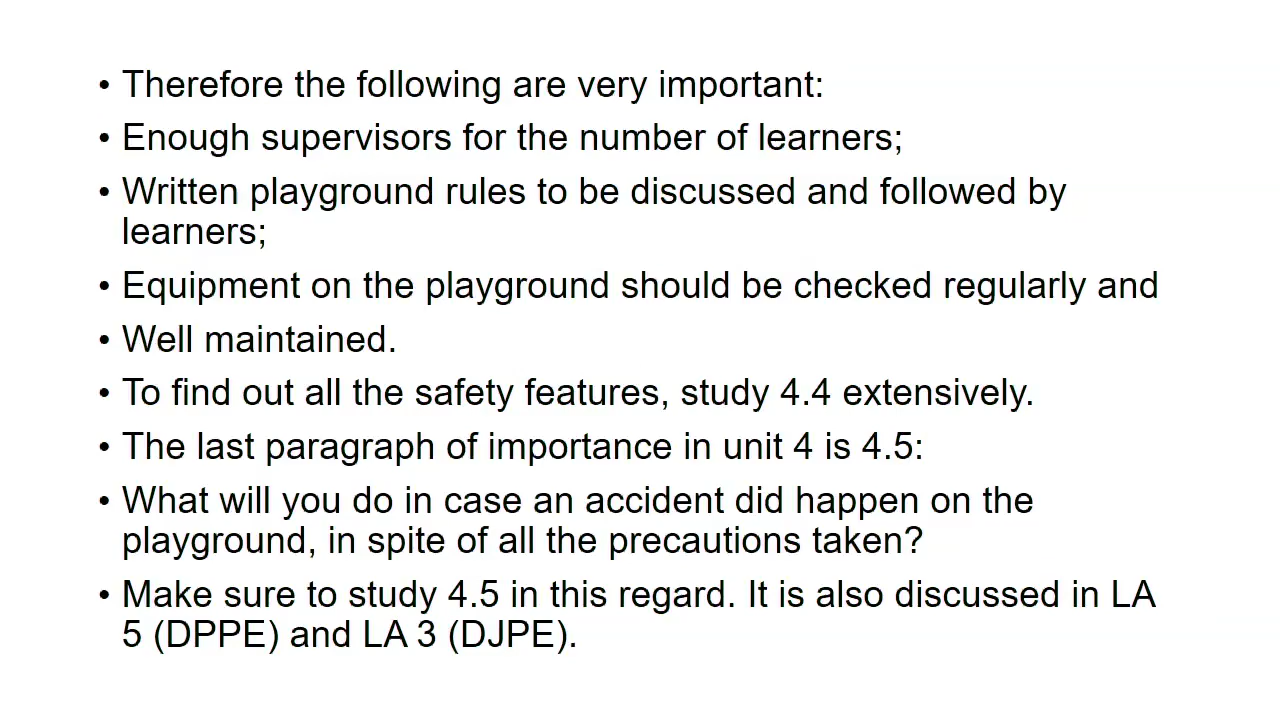 • Therefore the following are very important:
• Enough supervisors for the number of learners;
• Written playground rules to be discussed and followed by
learners;
• Equipment on the playground should be checked regularly and
• Well maintained.
• To find out all the safety features, study 4.4 extensively.
• The last paragraph of importance in unit 4 is 4.5:
• What will you do in case an accident did happen on the
playground, in spite of all the precautions taken?
• Make sure to study 4.5 in this regard. It is also discussed in LA
5 (DPPE) and LA 3 (DJPE).